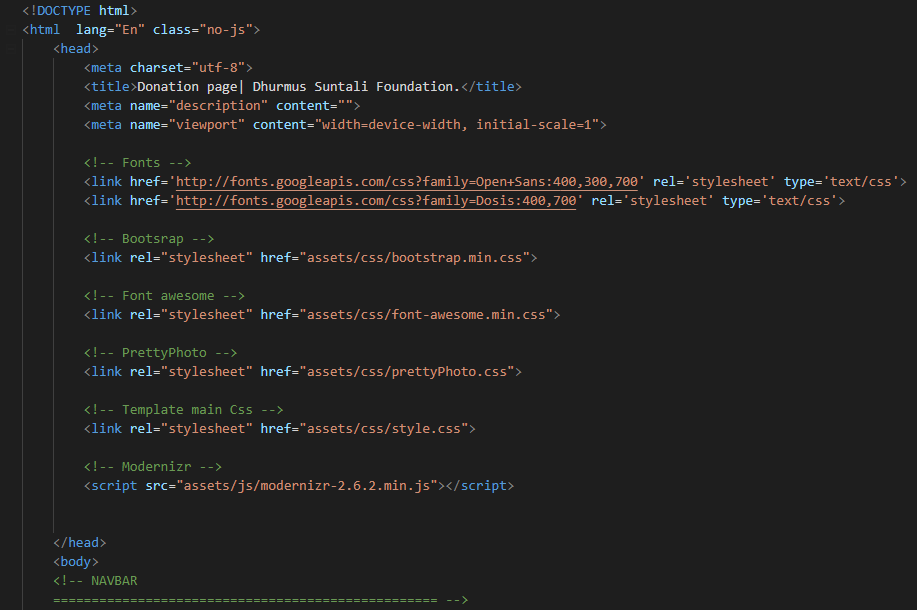 <!DOCTYPE html>
<html  lang="En" class="no-js">
<head>
<meta charset="utf-8">
<title>Donation page| Dhurmus Suntali Foundation.</title>
<meta name="description" content="">
<meta name="viewport" content="width=device-width, initial-scale=1">
<!-- Fonts -->
<link href='http://fonts.googleapis.com/css?family=Open+Sans:400,300,700' rel='stylesheet' type='text/css'>
<link href='http://fonts.googleapis.com/css?family=Dosis:400,700' rel='stylesheet' type='text/css'>
<!-- Bootsrap -->
<link rel="stylesheet" href="assets/css/bootstrap.min.css">
<!-- Font awesome -->
<link rel="stylesheet" href="assets/css/font-awesome.min.css">
<!-- PrettyPhoto -->
<link rel="stylesheet" href="assets/css/prettyPhoto.css">
<!-- Template main Css -->
<link rel="stylesheet" href="assets/css/style.css">
<!-- Modernizr -->
<script src="assets/js/modernizr-2.6.2.min.js"></script>
</head>
<body>
<!-- NAVBAR
================================================== -->